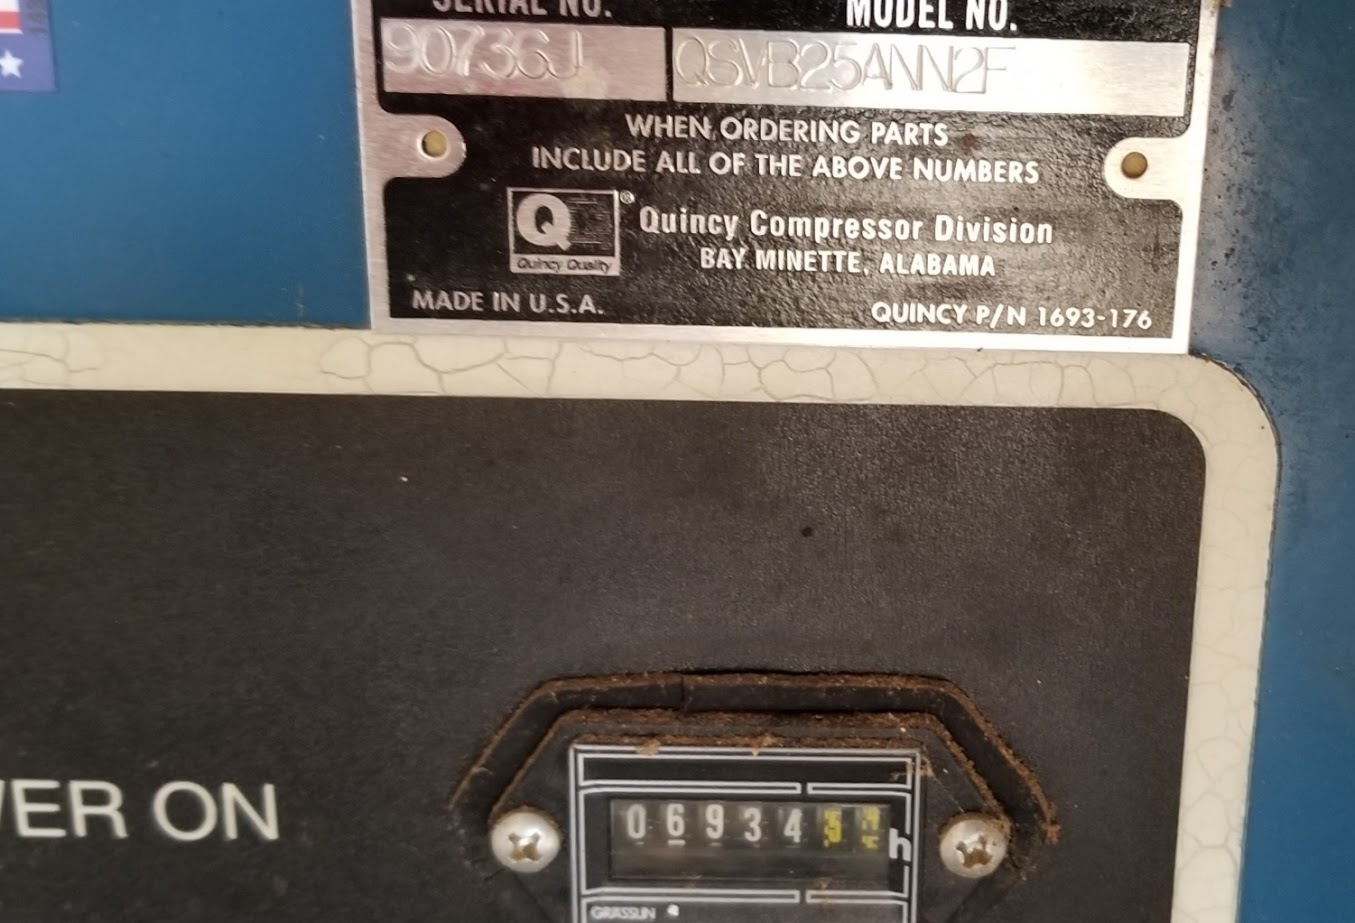 SERIAL NO.
MODEL NO.
90736J
QSVB25ANN2F
WHEN ORDERING PARTS
INCLUDE ALL OF THE ABOVE NUMBERS
Q®
Quincy Quality
Quincy Compressor Division
BAY MINETTE, ALABAMA
MADE IN U.S.A.
QUINCY P/N 1693-176
WER ON
06934 h
GRASSLIN